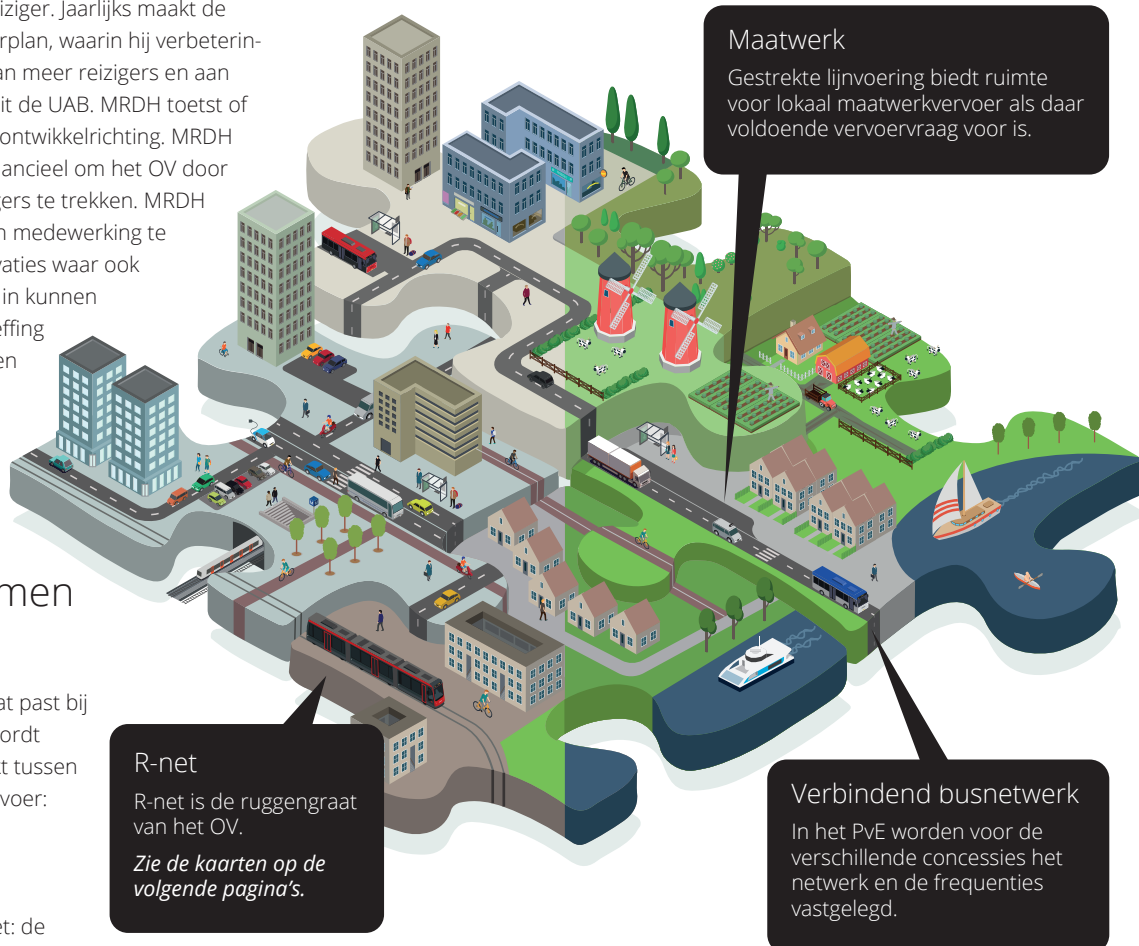 eiziger. Jaarlijks maakt de
rplan, waarin hij verbeterin-
an meer reizigers en aan
it de UAB. MRDH toetst of
ontwikkelrichting. MRDH
ancieel om het OV door
gers te trekken. MRDH
n medewerking te
vaties waar ook
in kunnen
effing
en
men
at past bij
ordt
kt tussen
voer:
et: de
Maatwerk
Gestrekte lijnvoering biedt ruimte
voor lokaal maatwerkvervoer als daar
voldoende vervoervraag voor is.
R-net
R-net is de ruggengraat
van het OV.
Zie de kaarten op de
volgende pagina’s.
Verbindend busnetwerk
In het PvE worden voor de
verschillende concessies het
netwerk en de frequenties
vastgelegd.